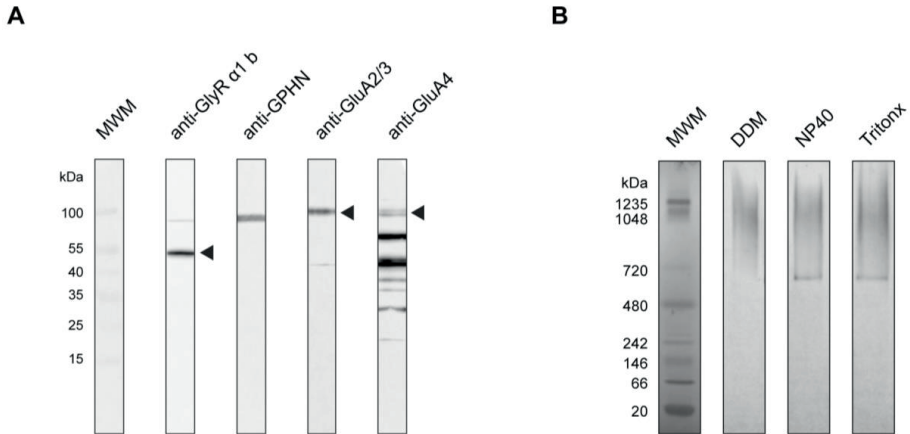 A
MWM
anti-GlyR α1 b
anti-GPHN
anti-GluA2/3
anti-GluA4
kDa
100
55
40
35
25
15
B
MWM
DDM
NP40
Tritonx
kDa
1235
1048
720
480
242
146
66
20